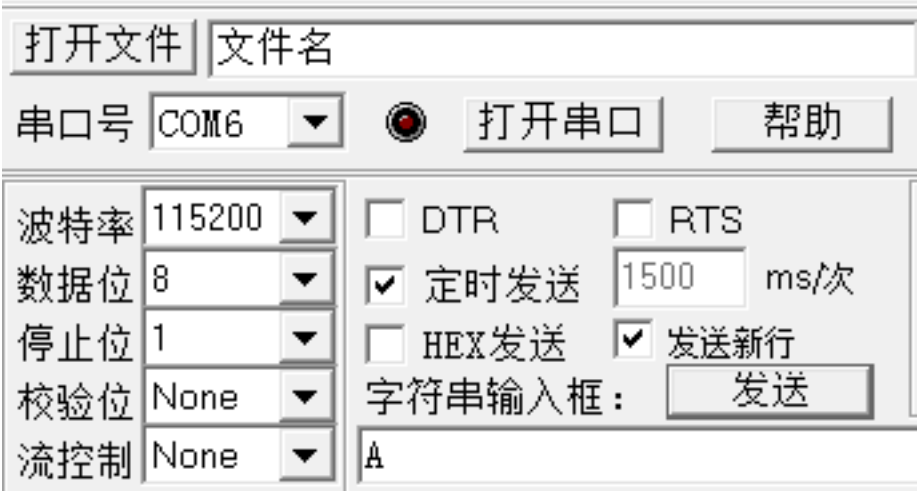 打开文件 文件名
串口号 COM6 打开串口 帮助
波特率 115200 DTR RTS
数据位 8 定时发送 1500 ms/次
停止位 1 HEX发送 发送新行
校验位 None 字符串输入框: 发送
流控制 None A